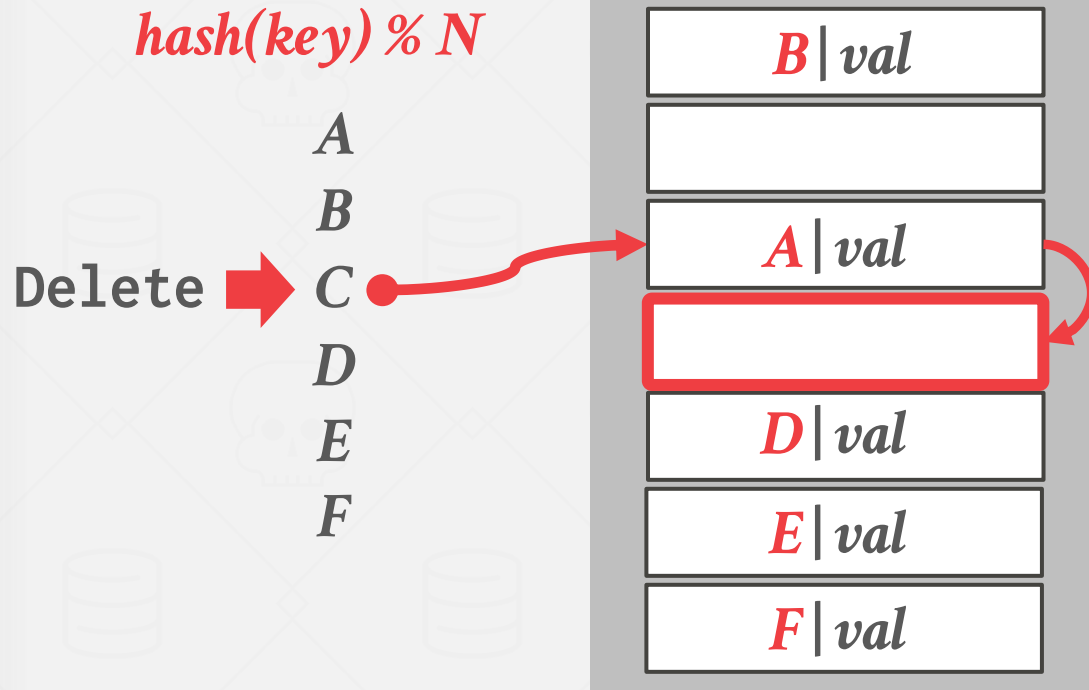 hash(key) % N
A
B
Delete C
D
E
F
B|val
A|val
D|val
E|val
F|val